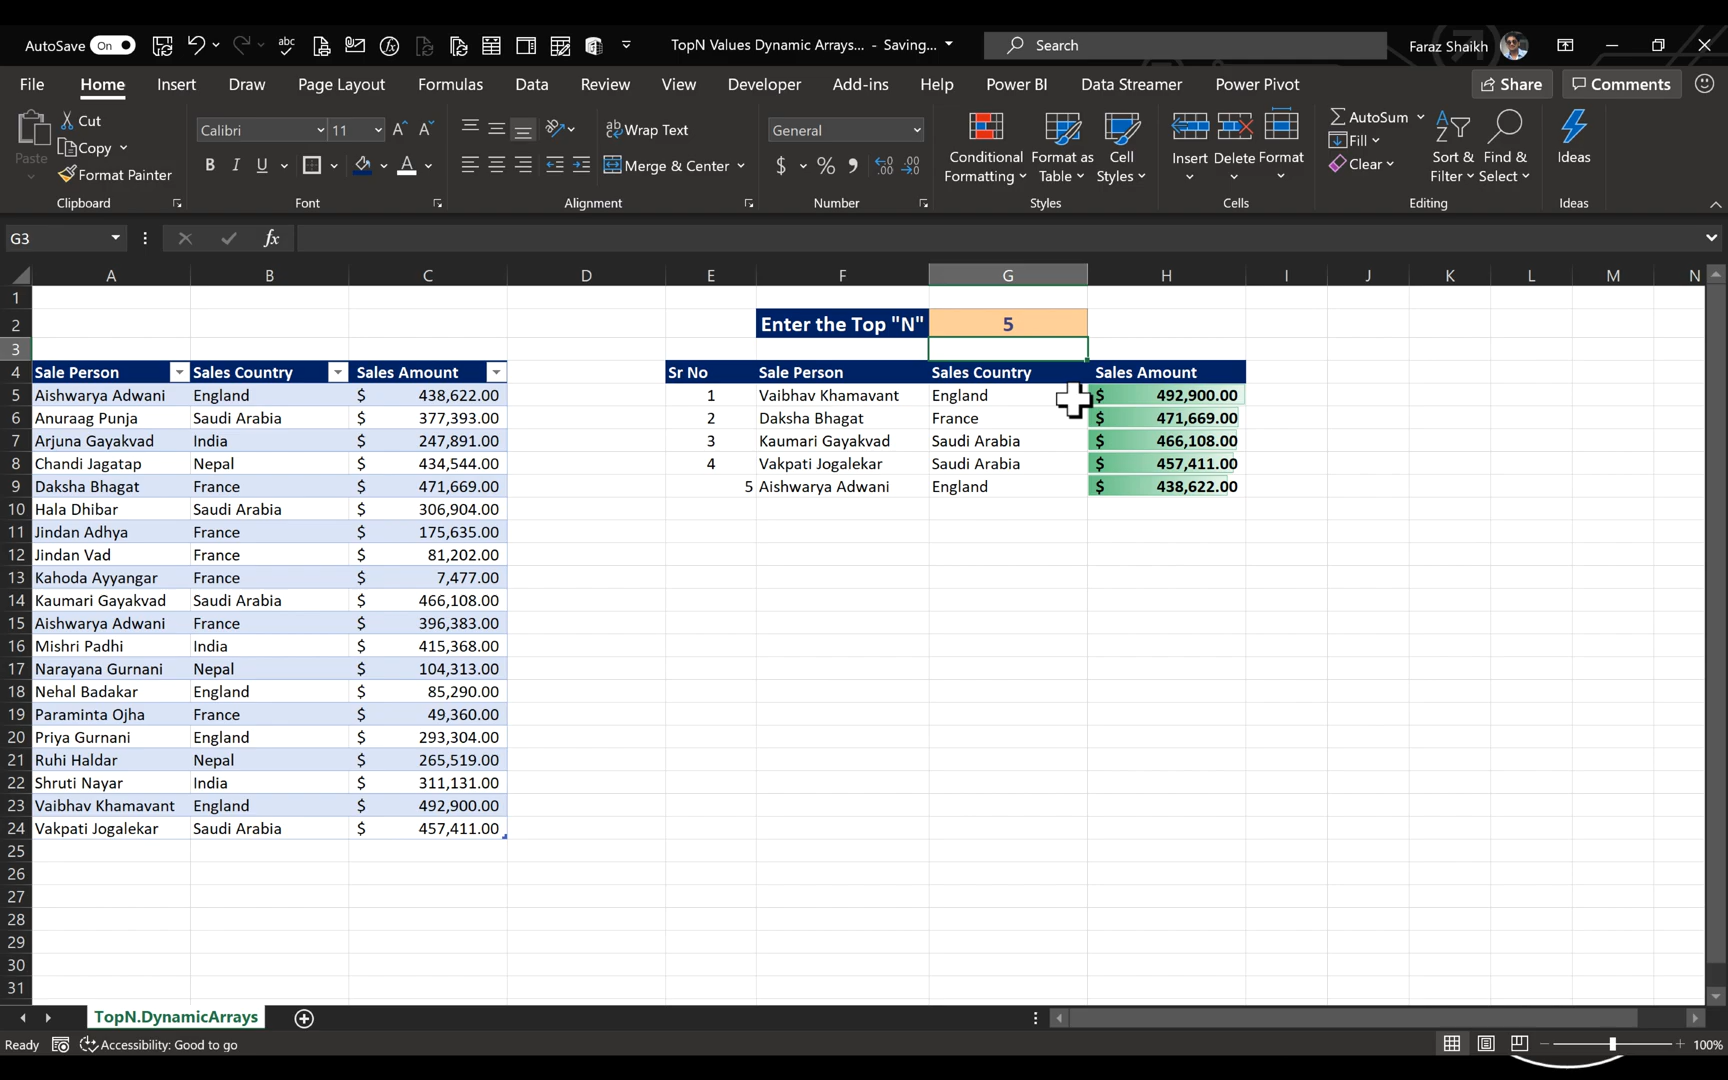 AutoSave On TopN Values Dynamic Arrays... - Saving... Search Faraz Shaikh
File Home Insert Draw Page Layout Formulas Data Review View Developer Add-ins Help Power BI Data Streamer Power Pivot Share Comments
Paste Cut Copy Format Painter Clipboard
Calibri 11 B I U A Font
Wrap Text Merge & Center Alignment
General $ % Number
Conditional Formatting Format as Table Cell Styles Styles
Insert Delete Format Cells
AutoSum Fill Clear Sort & Filter Find & Select Editing
Ideas Ideas
G3 fx
A B C D E F G H I J K L M N
1
2 Enter the Top "N" 5
3
4 Sale Person Sales Country Sales Amount Sr No Sale Person Sales Country Sales Amount
5 Aishwarya Adwani England $ 438,622.00 1 Vaibhav Khamavant England $ 492,900.00
6 Anuraag Punja Saudi Arabia $ 377,393.00 2 Daksha Bhagat France $ 471,669.00
7 Arjuna Gayakvad India $ 247,891.00 3 Kaumari Gayakvad Saudi Arabia $ 466,108.00
8 Chandi Jagatap Nepal $ 434,544.00 4 Vakpati Jogalekar Saudi Arabia $ 457,411.00
9 Daksha Bhagat France $ 471,669.00 5 Aishwarya Adwani England $ 438,622.00
10 Hala Dhibar Saudi Arabia $ 306,904.00
11 Jindan Adhya France $ 175,635.00
12 Jindan Vad France $ 81,202.00
13 Kahoda Ayyangar France $ 7,477.00
14 Kaumari Gayakvad Saudi Arabia $ 466,108.00
15 Aishwarya Adwani France $ 396,383.00
16 Mishri Padhi India $ 415,368.00
17 Narayana Gurnani Nepal $ 104,313.00
18 Nehal Badakar England $ 85,290.00
19 Paraminta Ojha France $ 49,360.00
20 Priya Gurnani England $ 293,304.00
21 Ruhi Haldar Nepal $ 265,519.00
22 Shruti Nayar India $ 311,131.00
23 Vaibhav Khamavant England $ 492,900.00
24 Vakpati Jogalekar Saudi Arabia $ 457,411.00
25
26
27
28
29
30
31
TopN.DynamicArrays
Ready Accessibility: Good to go 100%